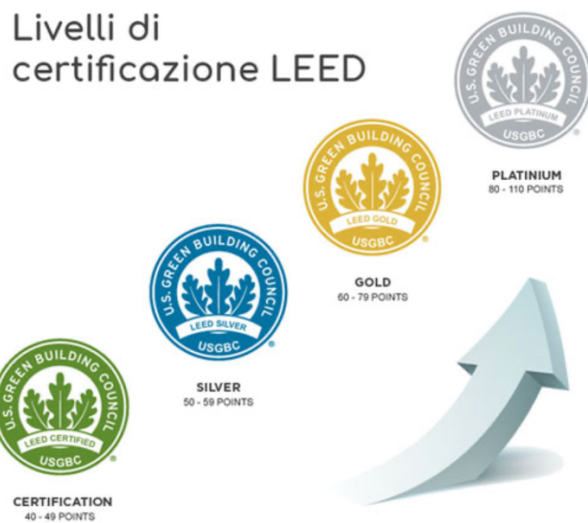 Livelli di
certificazione LEED
U.S. GREEN BUILDING COUNCIL
LEED PLATINUM
USGBC
®
PLATINIUM
80 - 110 POINTS
U.S. GREEN BUILDING COUNCIL
LEED GOLD
USGBC
®
GOLD
60 - 79 POINTS
U.S. GREEN BUILDING COUNCIL
LEED SILVER
USGBC
®
SILVER
50 - 59 POINTS
U.S. GREEN BUILDING COUNCIL
LEED CERTIFIED
USGBC
®
CERTIFICATION
40 - 49 POINTS